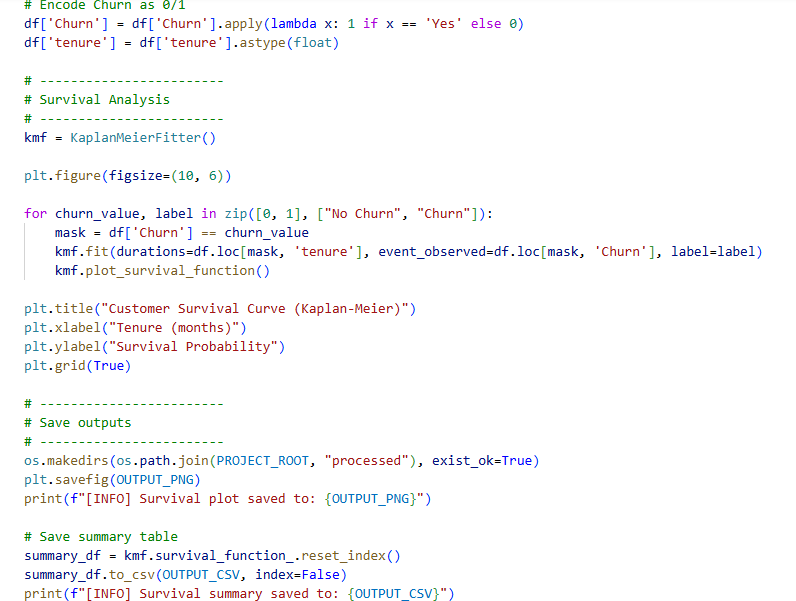 # Encode Churn as 0/1
df['Churn'] = df['Churn'].apply(lambda x: 1 if x == 'Yes' else 0)
df['tenure'] = df['tenure'].astype(float)
# -----------------------
# Survival Analysis
# -----------------------
kmf = KaplanMeierFitter()
plt.figure(figsize=(10, 6))
for churn_value, label in zip([0, 1], ["No Churn", "Churn"]):
    mask = df['Churn'] == churn_value
    kmf.fit(durations=df.loc[mask, 'tenure'], event_observed=df.loc[mask, 'Churn'], label=label)
    kmf.plot_survival_function()
plt.title("Customer Survival Curve (Kaplan-Meier)")
plt.xlabel("Tenure (months)")
plt.ylabel("Survival Probability")
plt.grid(True)
# -----------------------
# Save outputs
# -----------------------
os.makedirs(os.path.join(PROJECT_ROOT, "processed"), exist_ok=True)
plt.savefig(OUTPUT_PNG)
print(f"[INFO] Survival plot saved to: {OUTPUT_PNG}")
# Save summary table
summary_df = kmf.survival_function_.reset_index()
summary_df.to_csv(OUTPUT_CSV, index=False)
print(f"[INFO] Survival summary saved to: {OUTPUT_CSV}")